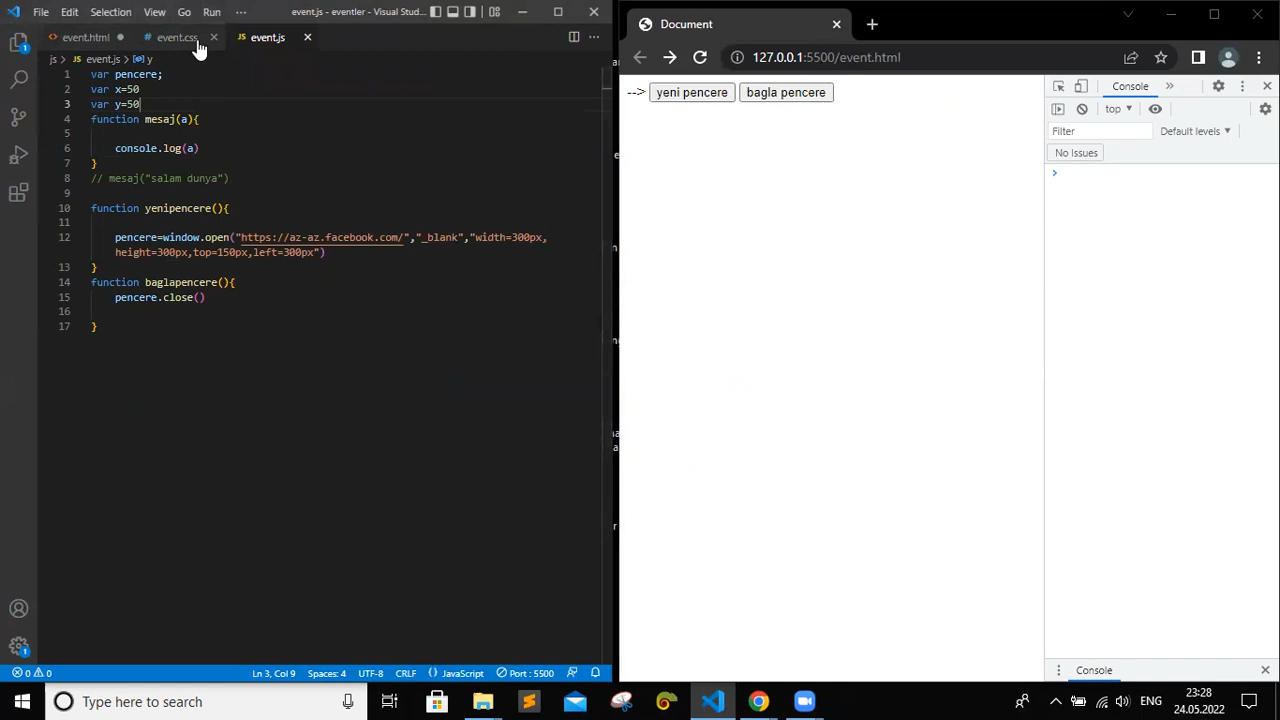 File Edit Selection View Go Run ··· event.js - eventler - Visual Stud...
event.html event.css JS event.js
js > JS event.js > y
1 var pencere;
2 var x=50
3 var y=50
4 function mesaj(a){
5
6 console.log(a)
7 }
8 // mesaj("salam dunya")
9
10 function yenipencere(){
11
12 pencere=window.open("https://az-az.facebook.com/","_blank","width=300px,
height=300px,top=150px,left=300px")
13 }
14 function baglapencere(){
15 pencere.close()
16
17 }
0 0 Ln 3, Col 9 Spaces: 4 UTF-8 CRLF JavaScript Port : 5500
Document
127.0.0.1:5500/event.html
--> yeni pencere bagla pencere
Console
top
Filter Default levels
No Issues
Console
Type here to search
ENG 23:28
24.05.2022